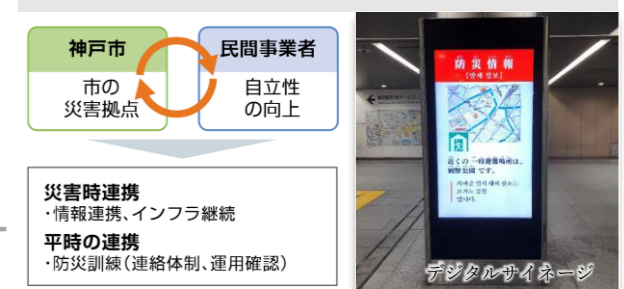 神戸市
市の
災害拠点
民間事業者
自立性
の向上
災害時連携
・情報連携、インフラ継続
平時の連携
・防災訓練（連絡体制、運用確認）
防災情報
近くの一時避難場所は、
です。
デジタルサイネージ